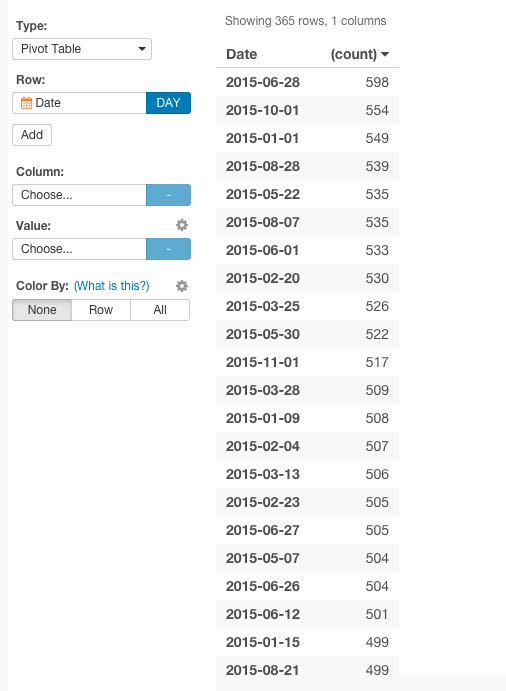 Type:
Pivot Table
Row:
Date DAY
Add
Column:
Choose... -
Value:
Choose... -
Color By: (What is this?)
None Row All
Showing 365 rows, 1 columns
Date (count)
2015-06-28 598
2015-10-01 554
2015-01-01 549
2015-08-28 539
2015-05-22 535
2015-08-07 535
2015-06-01 533
2015-02-20 530
2015-03-25 526
2015-05-30 522
2015-11-01 517
2015-03-28 509
2015-01-09 508
2015-02-04 507
2015-03-13 506
2015-02-23 505
2015-06-27 505
2015-05-07 504
2015-06-26 504
2015-06-12 501
2015-01-15 499
2015-08-21 499